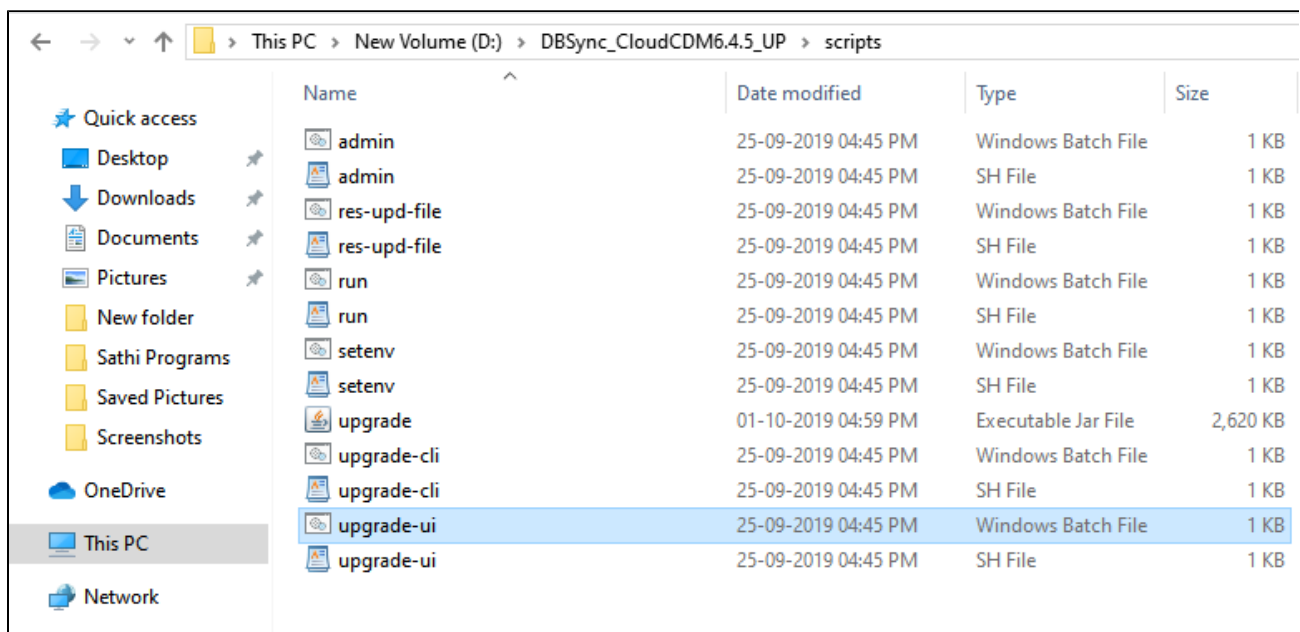 This PC > New Volume (D:) > DBSync_CloudCDM6.4.5_UP > scripts
Quick access
Desktop
Downloads
Documents
Pictures
New folder
Sathi Programs
Saved Pictures
Screenshots
OneDrive
This PC
Network
Name Date modified Type Size
admin 25-09-2019 04:45 PM Windows Batch File 1 KB
admin 25-09-2019 04:45 PM SH File 1 KB
res-upd-file 25-09-2019 04:45 PM Windows Batch File 1 KB
res-upd-file 25-09-2019 04:45 PM SH File 1 KB
run 25-09-2019 04:45 PM Windows Batch File 1 KB
run 25-09-2019 04:45 PM SH File 1 KB
setenv 25-09-2019 04:45 PM Windows Batch File 1 KB
setenv 25-09-2019 04:45 PM SH File 1 KB
upgrade 01-10-2019 04:59 PM Executable Jar File 2,620 KB
upgrade-cli 25-09-2019 04:45 PM Windows Batch File 1 KB
upgrade-cli 25-09-2019 04:45 PM SH File 1 KB
upgrade-ui 25-09-2019 04:45 PM Windows Batch File 1 KB
upgrade-ui 25-09-2019 04:45 PM SH File 1 KB